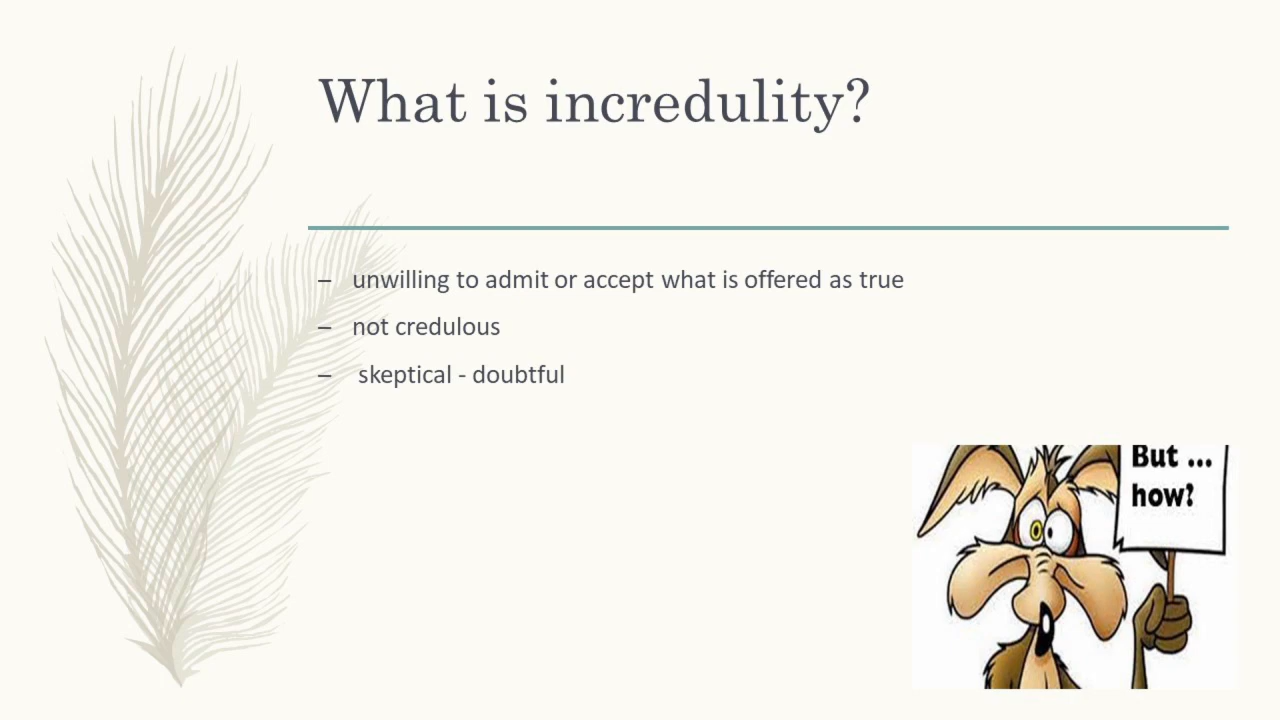 What is incredulity?
– unwilling to admit or accept what is offered as true
– not credulous
– skeptical - doubtful
But ...
how?